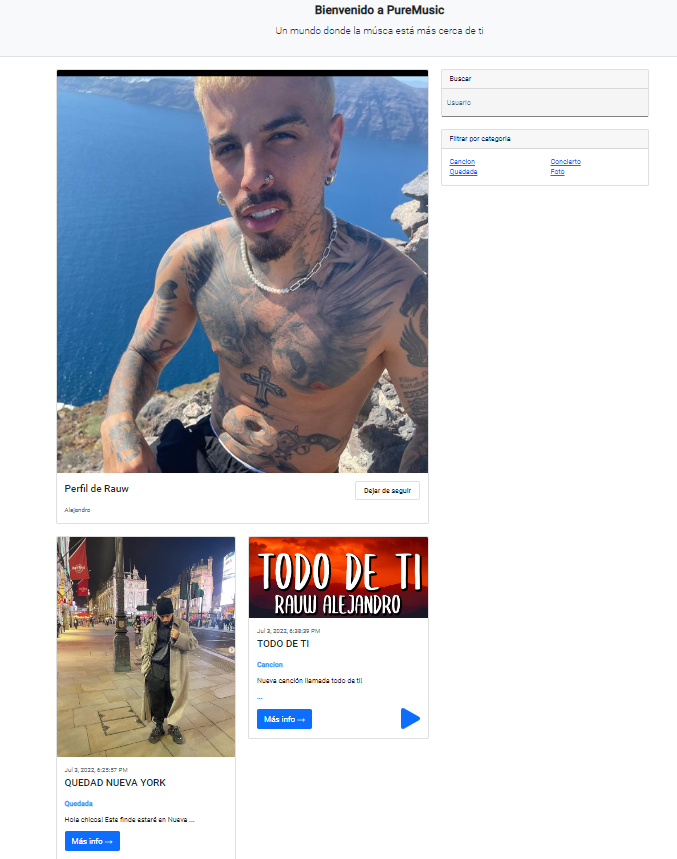 Bienvenido a PureMusic
Un mundo donde la músca está más cerca de ti
Buscar
Usuario
Filtrar por categoria
Cancion
Concierto
Quedada
Foto
Perfil de Rauw
Dejar de seguir
Alejandro
TODO DE TI
RAUW ALEJANDRO
Jul 3, 2022, 6:38:39 PM
TODO DE TI
Cancion
Nueva canción llamada todo de ti!
...
Más info →
Jul 3, 2022, 6:25:57 PM
QUEDAD NUEVA YORK
Quedada
Hola chicos! Este finde estaré en Nueva ...
Más info →